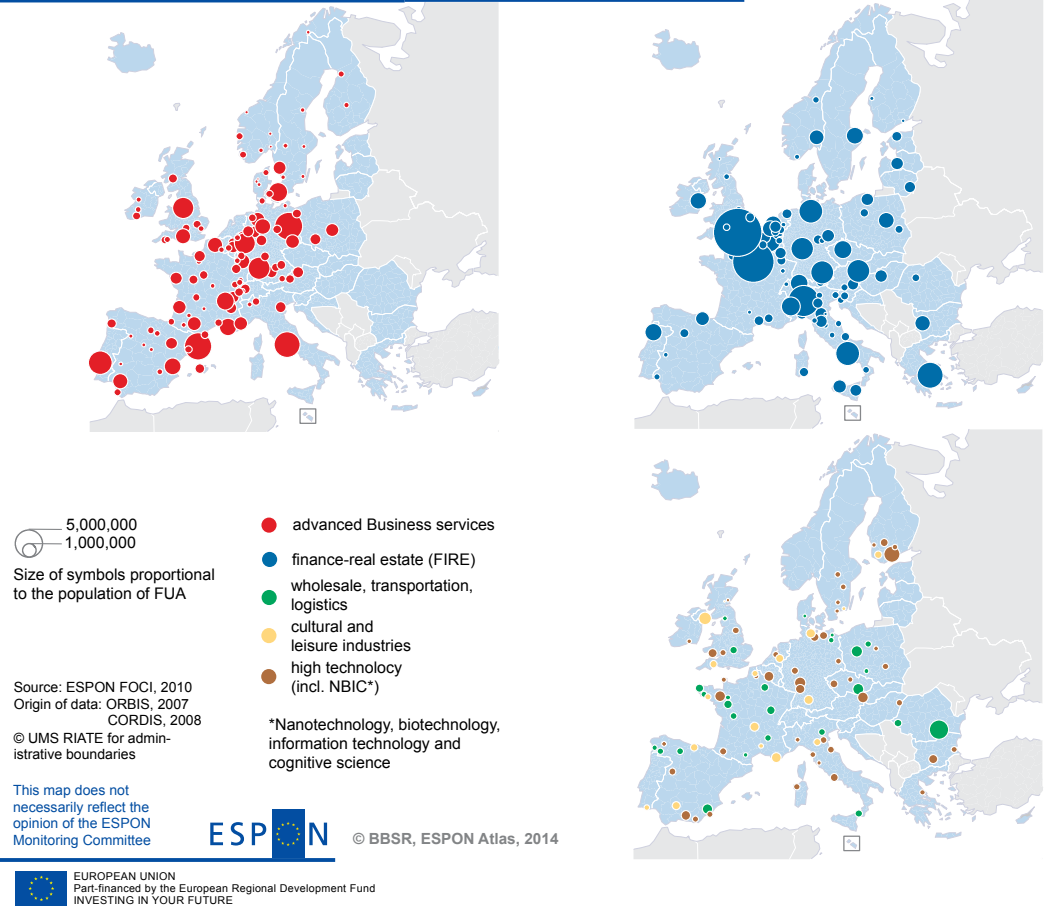 5,000,000
1,000,000
Size of symbols proportional
to the population of FUA
advanced Business services
finance-real estate (FIRE)
wholesale, transportation,
logistics
cultural and
leisure industries
high technolocy
(incl. NBIC*)
*Nanotechnology, biotechnology,
information technology and
cognitive science
Source: ESPON FOCI, 2010
Origin of data: ORBIS, 2007
CORDIS, 2008
© UMS RIATE for admin-
istrative boundaries
This map does not
necessarily reflect the
opinion of the ESPON
Monitoring Committee
ESPON
© BBSR, ESPON Atlas, 2014
EUROPEAN UNION
Part-financed by the European Regional Development Fund
INVESTING IN YOUR FUTURE